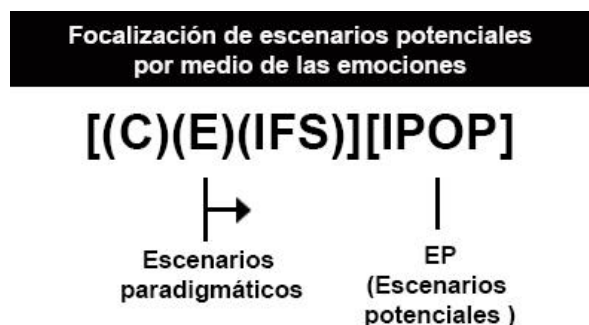 Focalización de escenarios potenciales
por medio de las emociones
[(C)(E)(IFS)][IPOP]
Escenarios
paradigmáticos
EP
(Escenarios
potenciales )